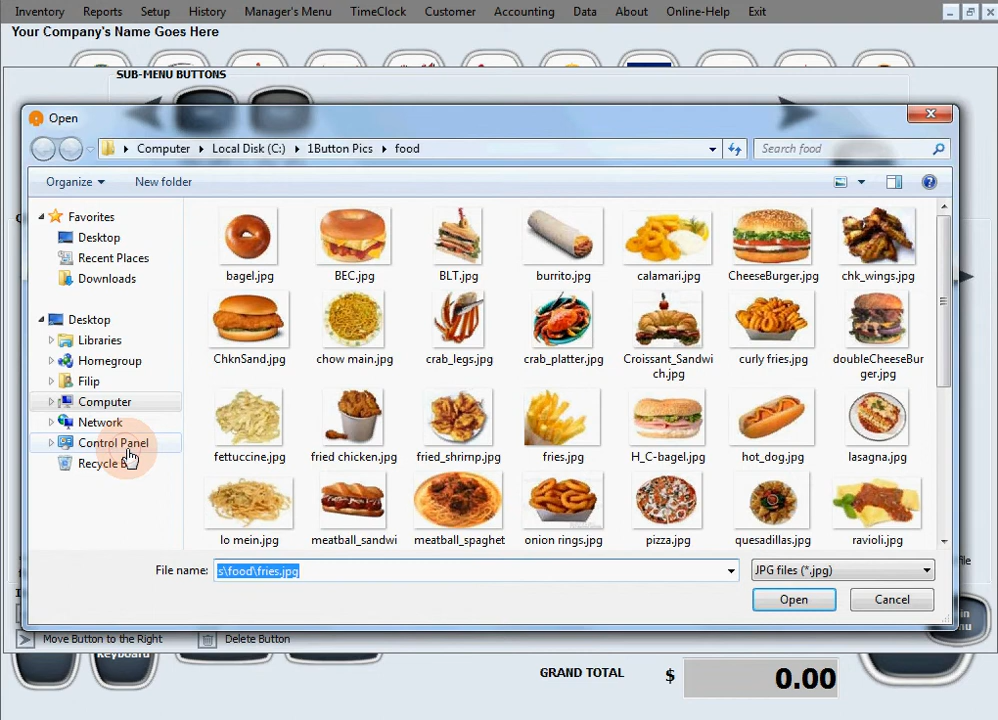 Inventory Reports Setup History Manager's Menu TimeClock Customer Accounting Data About Online-Help Exit
Your Company's Name Goes Here
SUB-MENU BUTTONS
Open
Computer Local Disk (C:) 1Button Pics food
Search food
Organize New folder
Favorites
Desktop
Recent Places
Downloads
Desktop
Libraries
Homegroup
Filip
Computer
Network
Control Panel
Recycle B
bagel.jpg BEC.jpg BLT.jpg burrito.jpg calamari.jpg CheeseBurger.jpg chk_wings.jpg
ChknSand.jpg chow main.jpg crab_legs.jpg crab_platter.jpg Croissant_Sandwi curly fries.jpg doubleCheeseBur
ch.jpg ger.jpg
fettuccine.jpg fried chicken.jpg fried_shrimp.jpg fries.jpg H_C-bagel.jpg hot_dog.jpg lasagna.jpg
lo mein.jpg meatball_sandwi meatball_spaghet onion rings.jpg pizza.jpg quesadillas.jpg ravioli.jpg
File name: s\food\fries.jpg JPG files (*.jpg)
Open Cancel
Move Button to the Right Delete Button
Keyboard
GRAND TOTAL $ 0.00